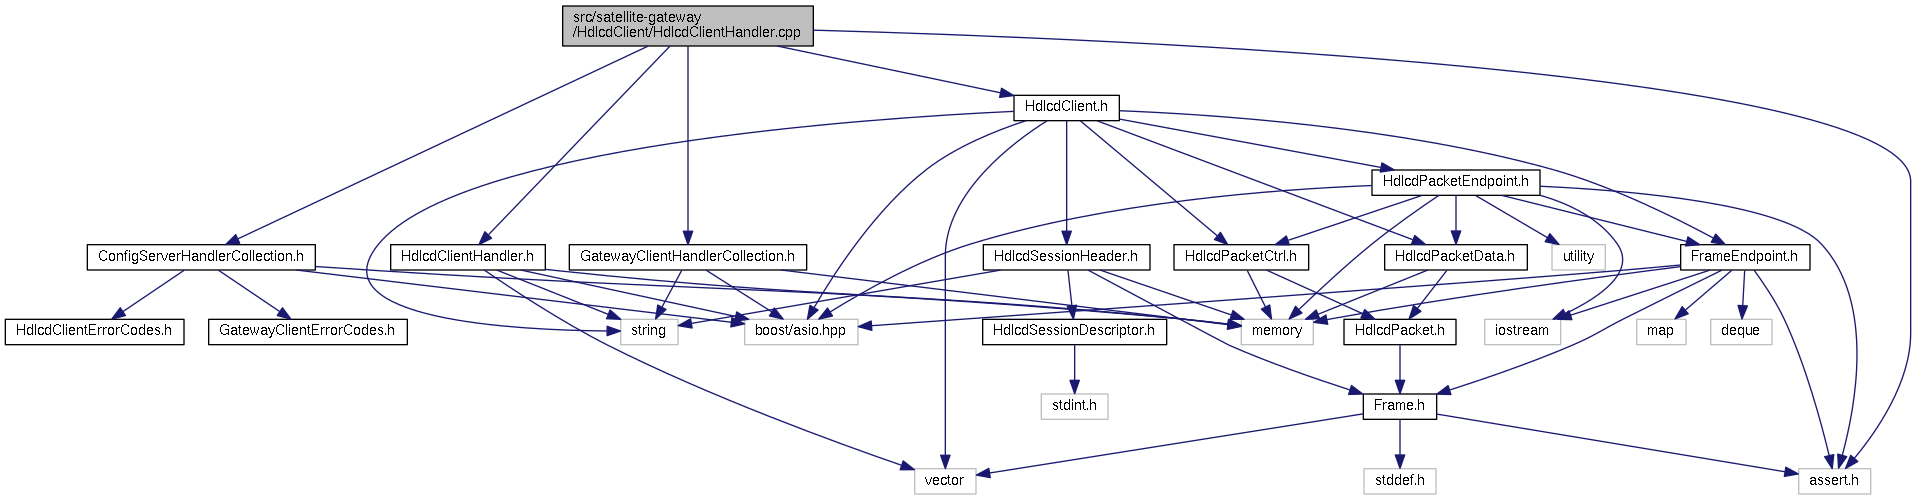 src/satellite-gateway
/HdlcdClient/HdlcdClientHandler.cpp
HdlcdClient.h
HdlcdPacketEndpoint.h
ConfigServerHandlerCollection.h
HdlcdClientHandler.h
GatewayClientHandlerCollection.h
HdlcdSessionHeader.h
HdlcdPacketCtrl.h
HdlcdPacketData.h
utility
FrameEndpoint.h
HdlcdClientErrorCodes.h
GatewayClientErrorCodes.h
string
boost/asio.hpp
HdlcdSessionDescriptor.h
memory
HdlcdPacket.h
iostream
map
deque
stdint.h
Frame.h
vector
stddef.h
assert.h